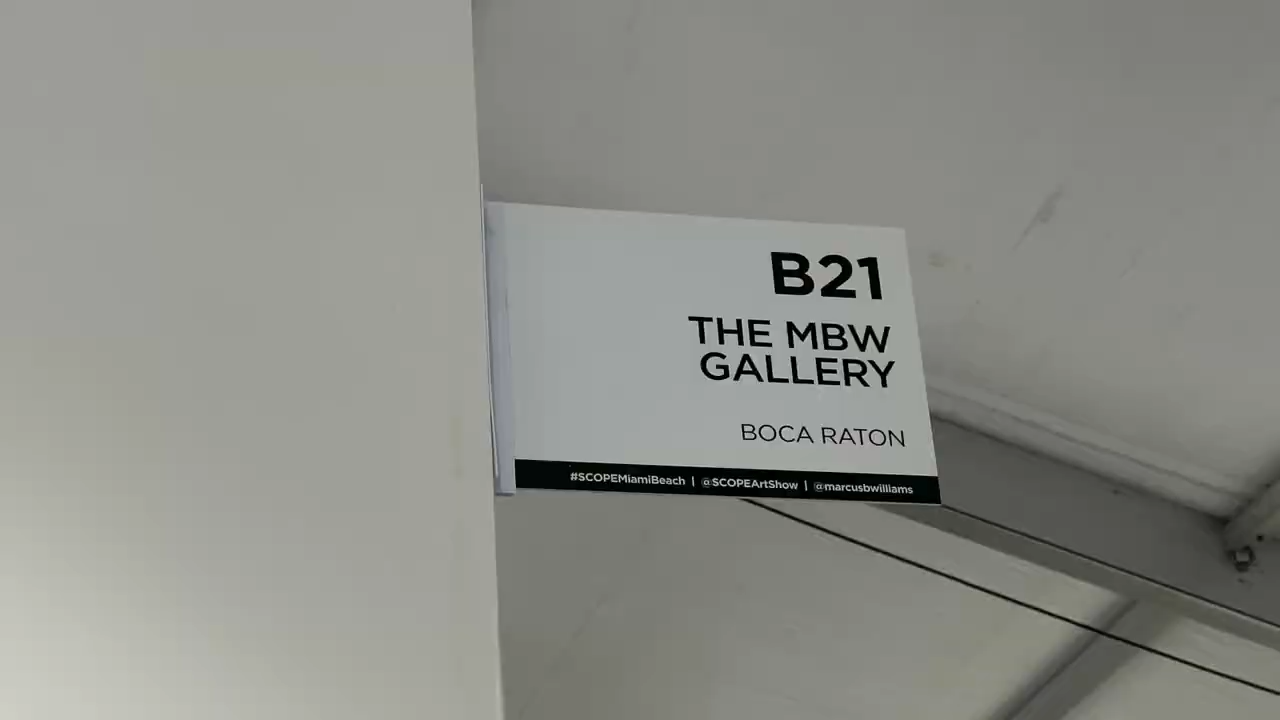 B21
THE MBW
GALLERY
BOCA RATON
#SCOPEMiamiBeach | @SCOPEArtShow | @marcusbwilliams